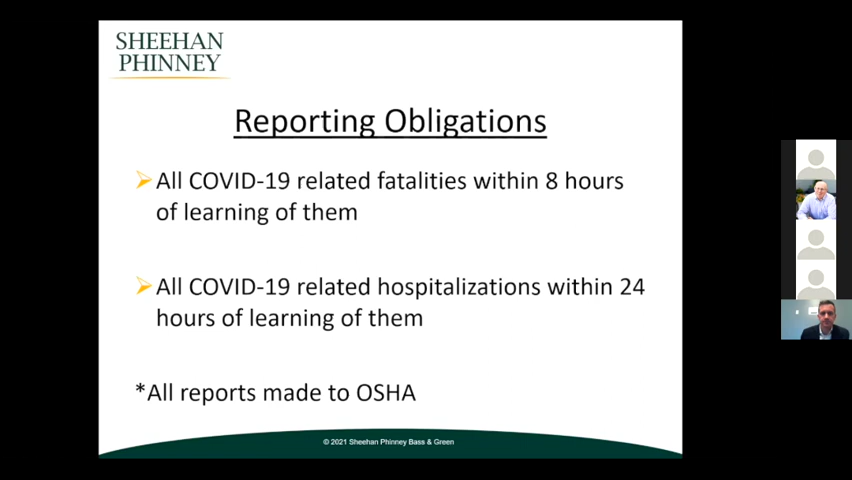 SHEEHAN
PHINNEY
Reporting Obligations
All COVID-19 related fatalities within 8 hours
of learning of them
All COVID-19 related hospitalizations within 24
hours of learning of them
*All reports made to OSHA
© 2021 Sheehan Phinney Bass & Green